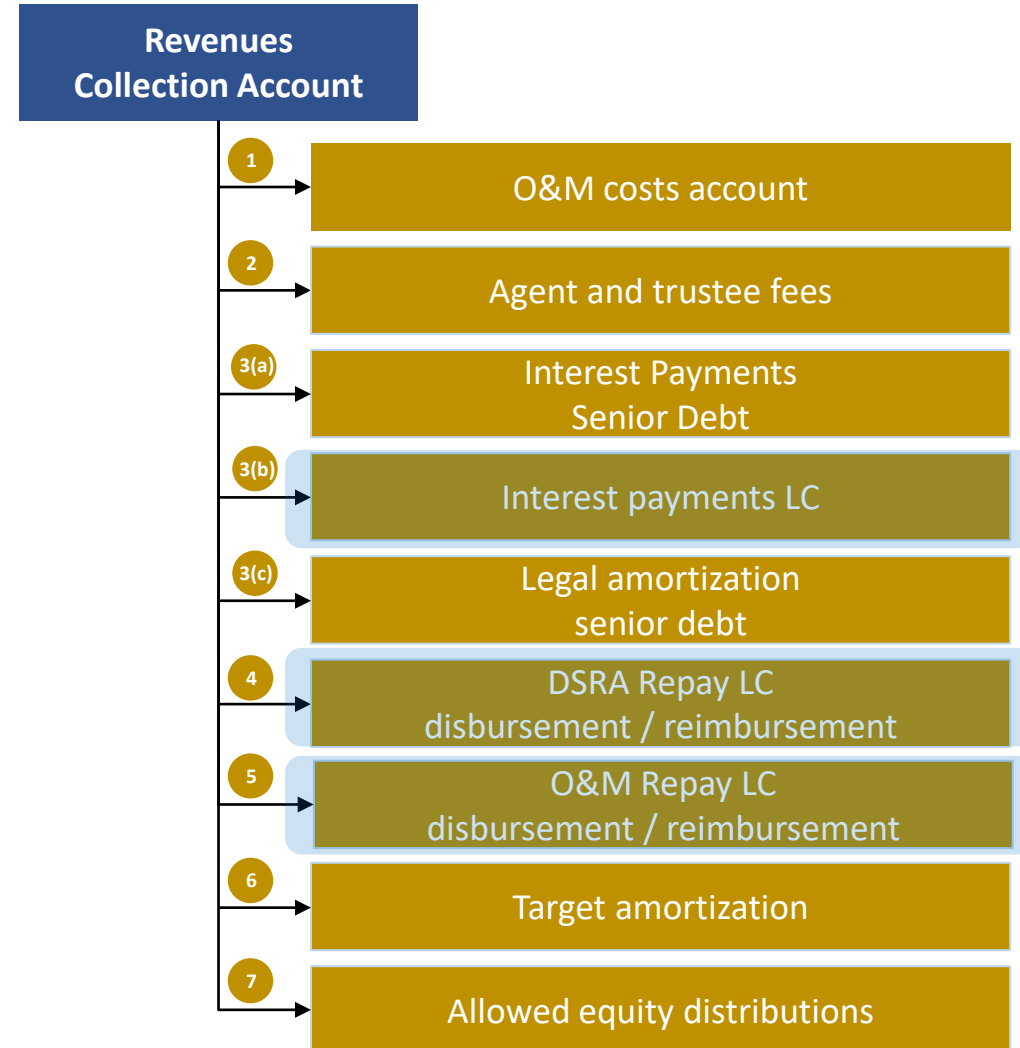 Revenues
Collection Account
1
O&M costs account
2
Agent and trustee fees
3(a)
Interest Payments
Senior Debt
3(b)
Interest payments LC
3(c)
Legal amortization
senior debt
4
DSRA Repay LC
disbursement / reimbursement
5
O&M Repay LC
disbursement / reimbursement
6
Target amortization
7
Allowed equity distributions